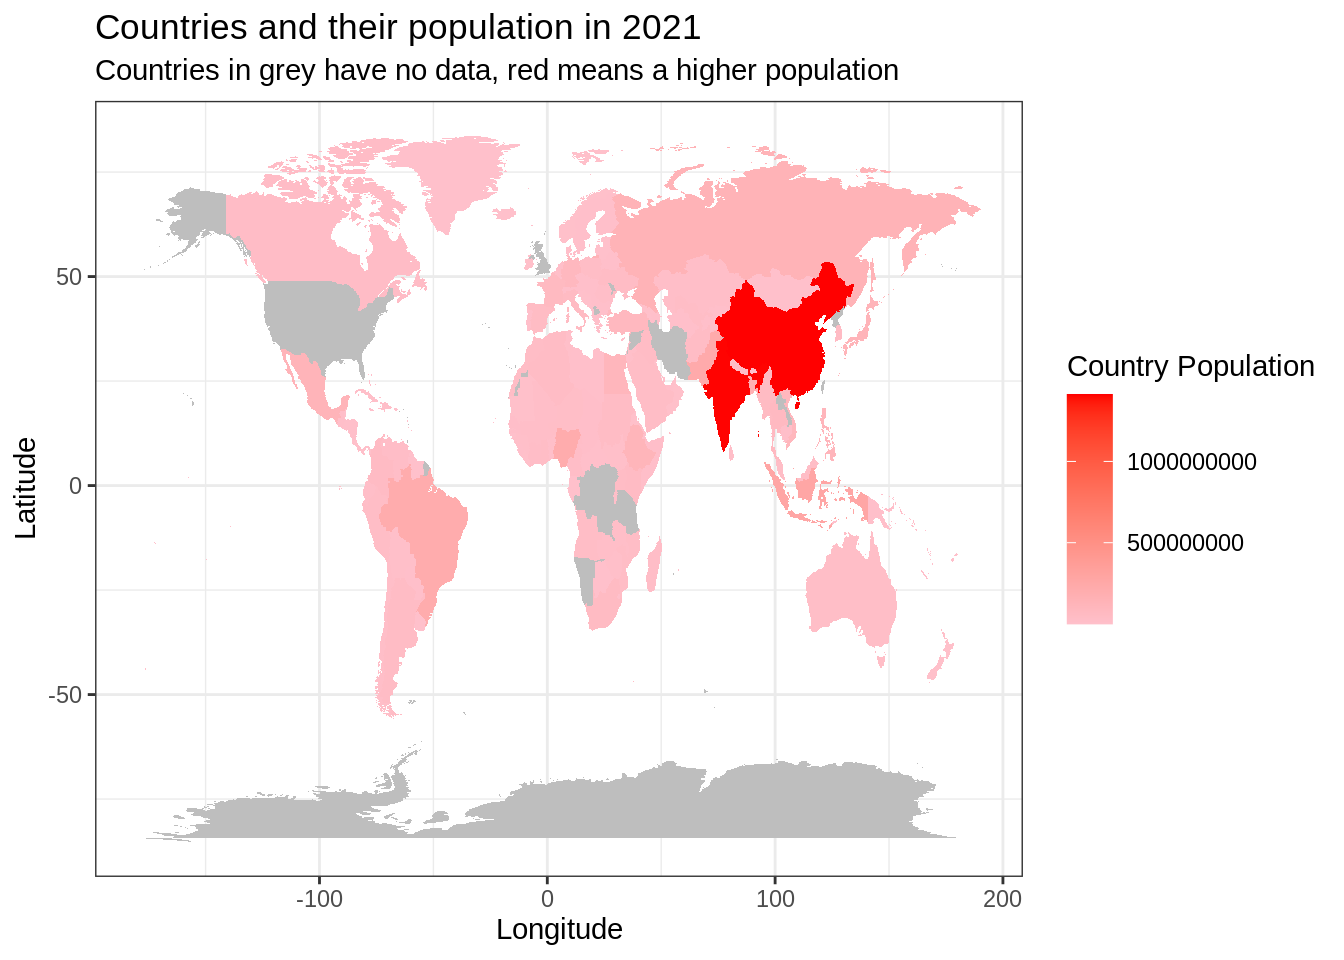 Countries and their population in 2021
Countries in grey have no data, red means a higher population
Country Population
1000000000
500000000
50
0
-50
Latitude
-100
0
100
200
Longitude